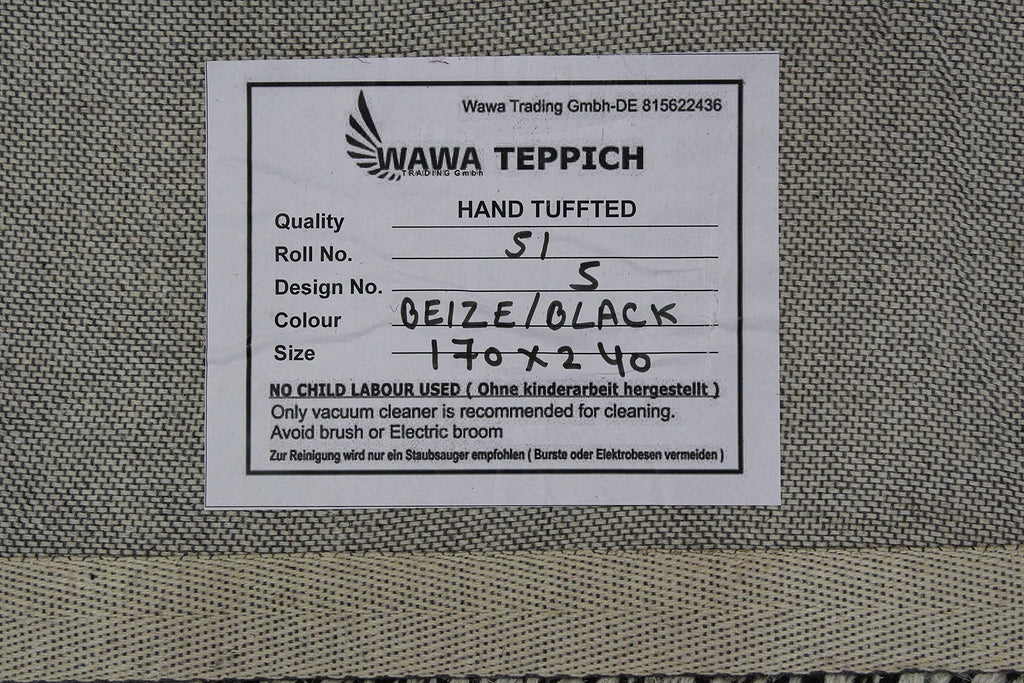 Wawa Trading Gmbh-DE 815622436
WAWA TEPPICH
TRADING Gmbh
Quality HAND TUFFTED
Roll No. 51
Design No. 5
Colour BEIZE/BLACK
Size 170 x 240
NO CHILD LABOUR USED ( Ohne kinderarbeit hergestellt )
Only vacuum cleaner is recommended for cleaning.
Avoid brush or Electric broom
Zur Reinigung wird nur ein Staubsauger empfohlen ( Burste oder Elektrobesen vermeiden )